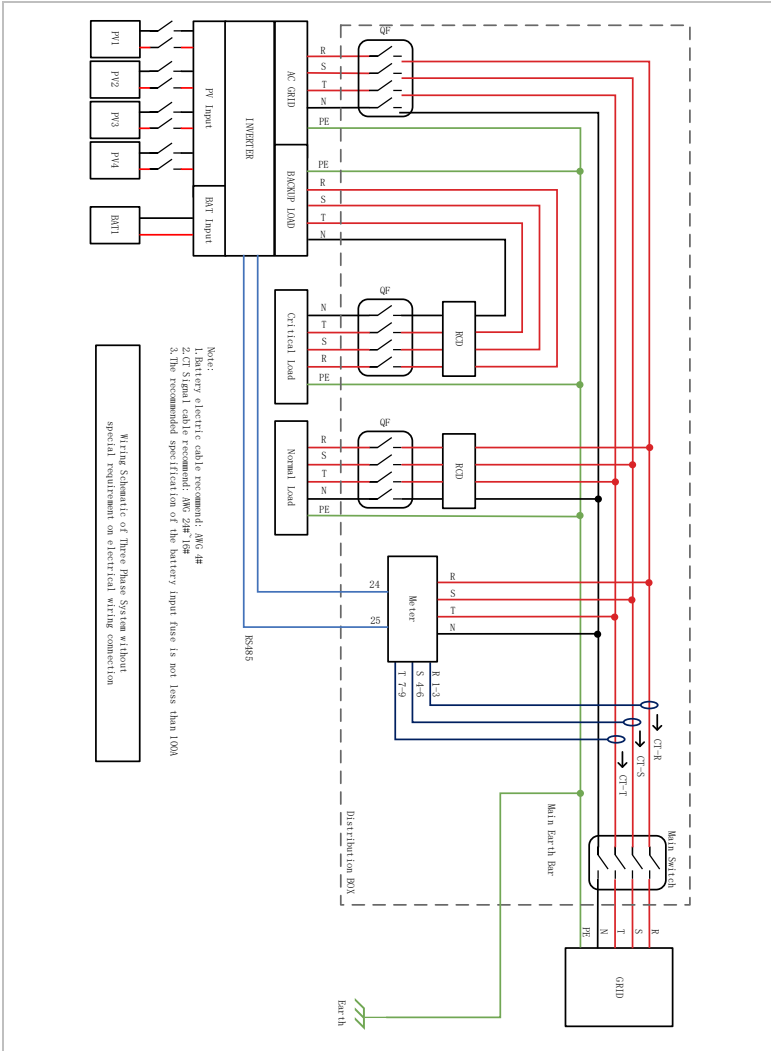 PV1
PV2
PV3
PV4
BAT1
PV Input
BAT Input
INVERTER
AC GRID
BACKUP LOAD
R
S
T
N
PE
PE
R
S
T
N
QF
Critical Load
N
T
S
R
PE
QF
RCD
Normal Load
R
S
T
N
PE
QF
RCD
Meter
24
25
RS485
R
S
T
N
R 1-3
S 4-6
T 7-9
CT-R
CT-S
CT-T
Main Switch
Main Earth Bar
Distribution BOX
R
S
T
N
PE
GRID
Earth
Note:
1. Battery electric cable recommend: AWG 4#
2. CT Signal cable recommend: AWG 24#~16#
3. The recommended specification of the battery input fuse is not less than 100A
Wiring Schematic of Three Phase System without
special requirement on electrical wiring connection